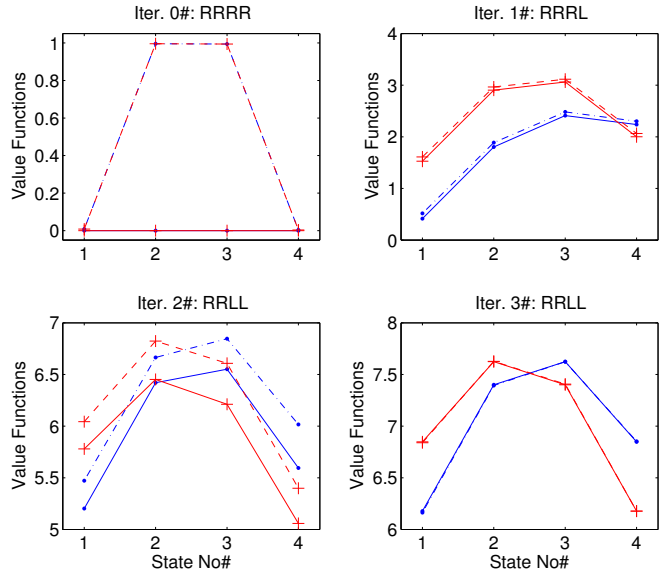 Iter. 0#: RRRR
Value Functions
1
0.8
0.6
0.4
0.2
0
1 2 3 4
Iter. 1#: RRRL
Value Functions
4
3
2
1
0
1 2 3 4
Iter. 2#: RRLL
Value Functions
7
6.5
6
5.5
5
1 2 3 4
State No#
Iter. 3#: RRLL
Value Functions
8
7.5
7
6.5
6
1 2 3 4
State No#